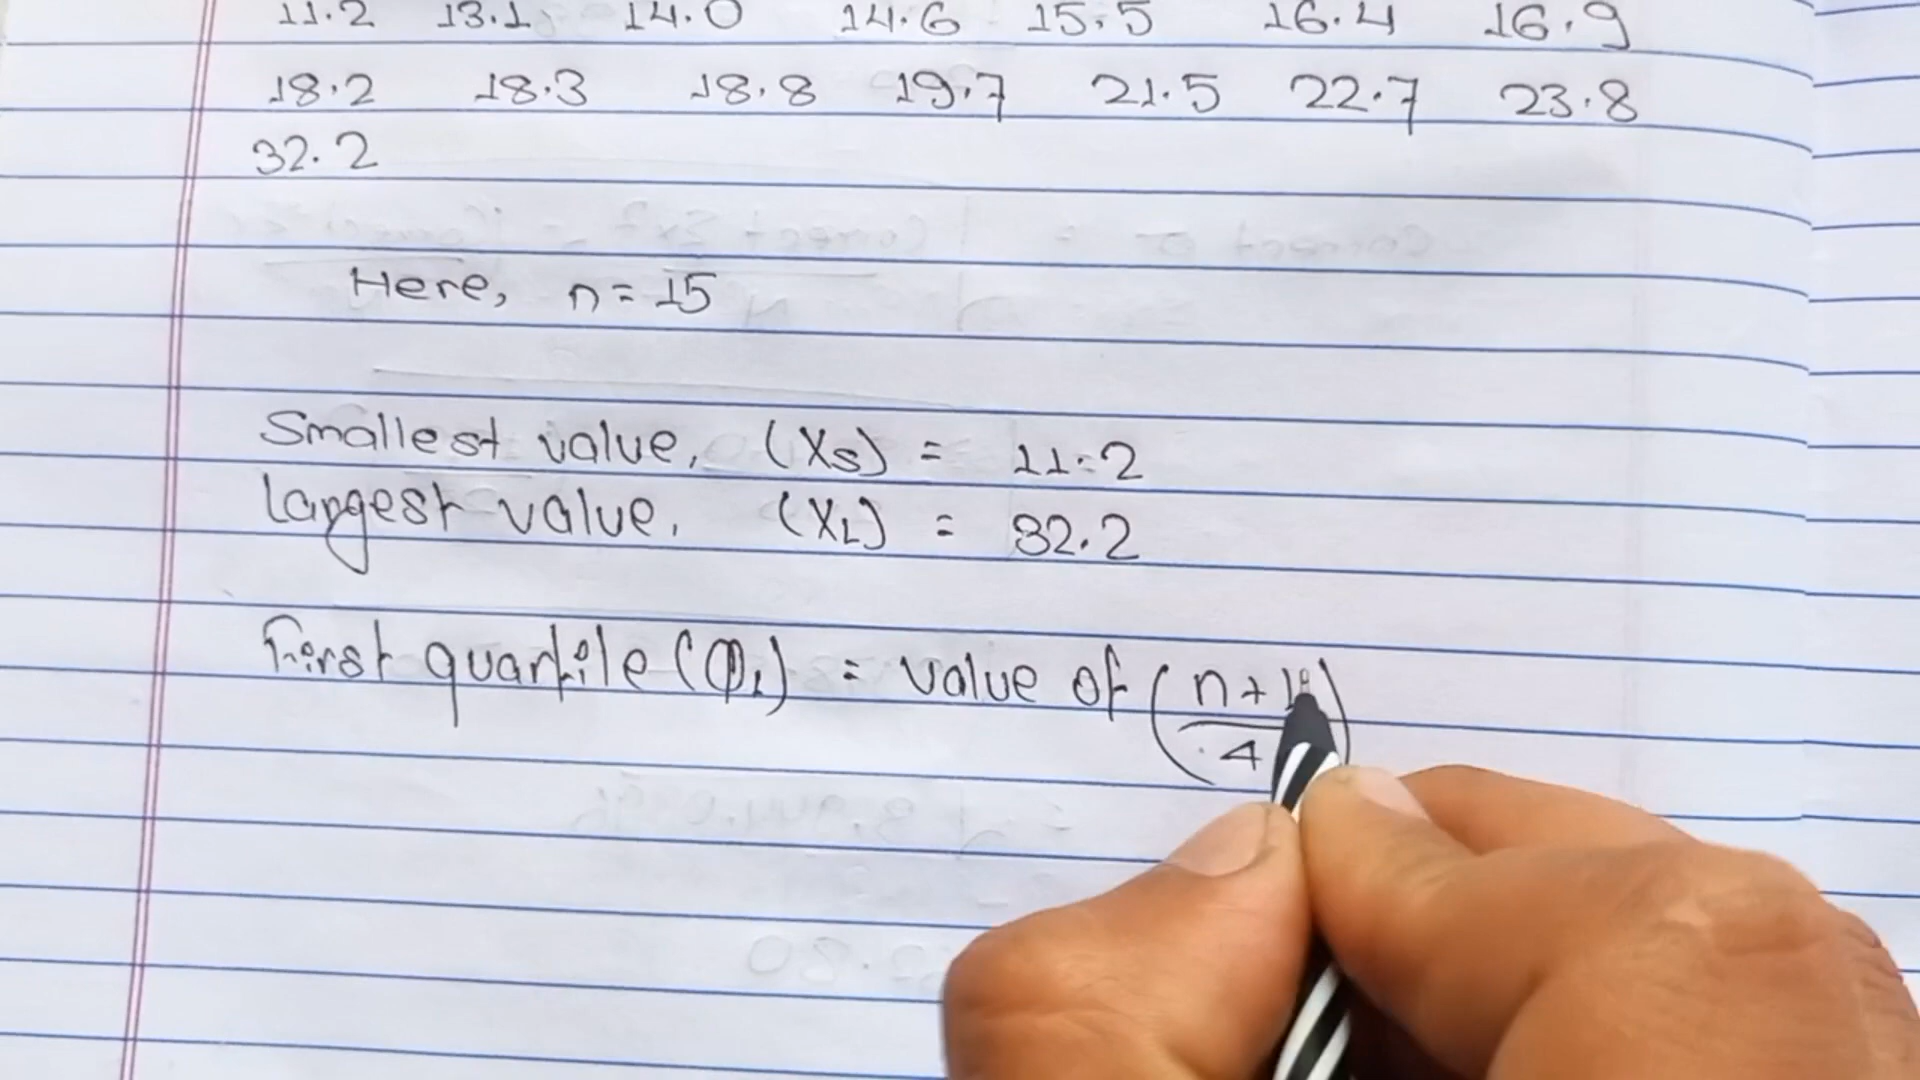 11.2 13.1 14.0 14.6 15.5 16.4 16.9
18.2 18.3 18.8 19.7 21.5 22.7 23.8
32.2
Here, n = 15
Smallest value, (Xs) = 11.2
Largest value, (XL) = 32.2
First quartile (Q1) = value of (n+1/4)